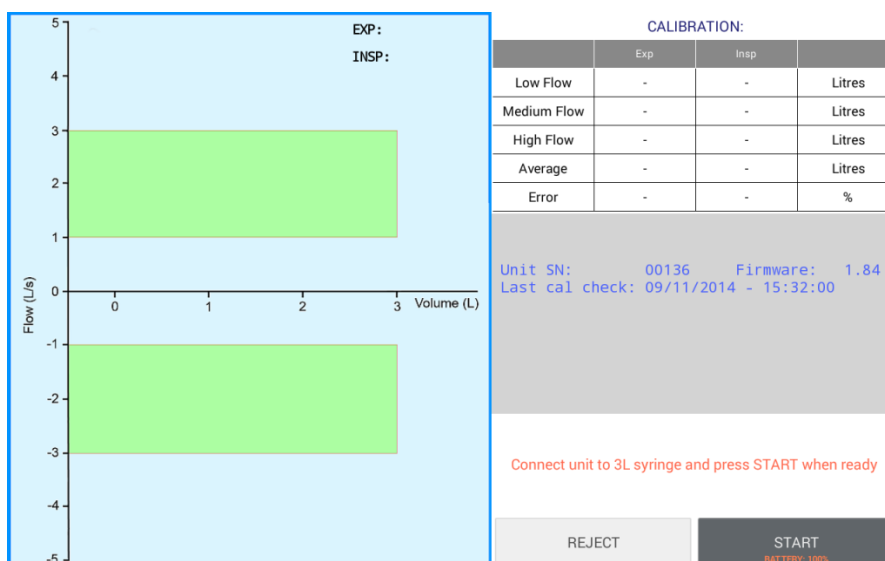 EXP:
INSP:
5
4
3
2
1
0
-1
-2
-3
-4
-5
Flow (L/s)
0 1 2 3 Volume (L)
CALIBRATION:
Exp Insp
Low Flow - - Litres
Medium Flow - - Litres
High Flow - - Litres
Average - - Litres
Error - - %
Unit SN: 00136 Firmware: 1.84
Last cal check: 09/11/2014 - 15:32:00
Connect unit to 3L syringe and press START when ready
REJECT START
BATTERY: 100%